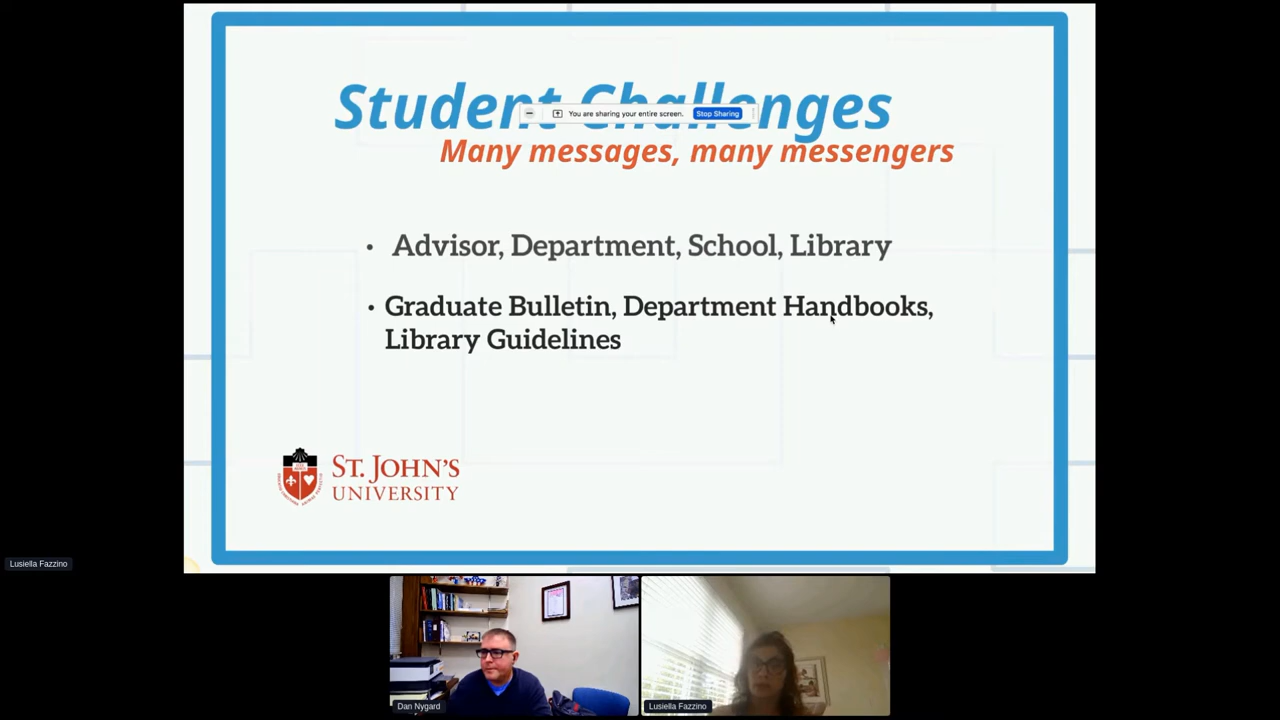 Student Challenges
You are sharing your entire screen. Stop Sharing
Many messages, many messengers
• Advisor, Department, School, Library
• Graduate Bulletin, Department Handbooks,
Library Guidelines
ST. JOHN'S
UNIVERSITY
Lusiella Fazzino
Dan Nygard
Lusiella Fazzino